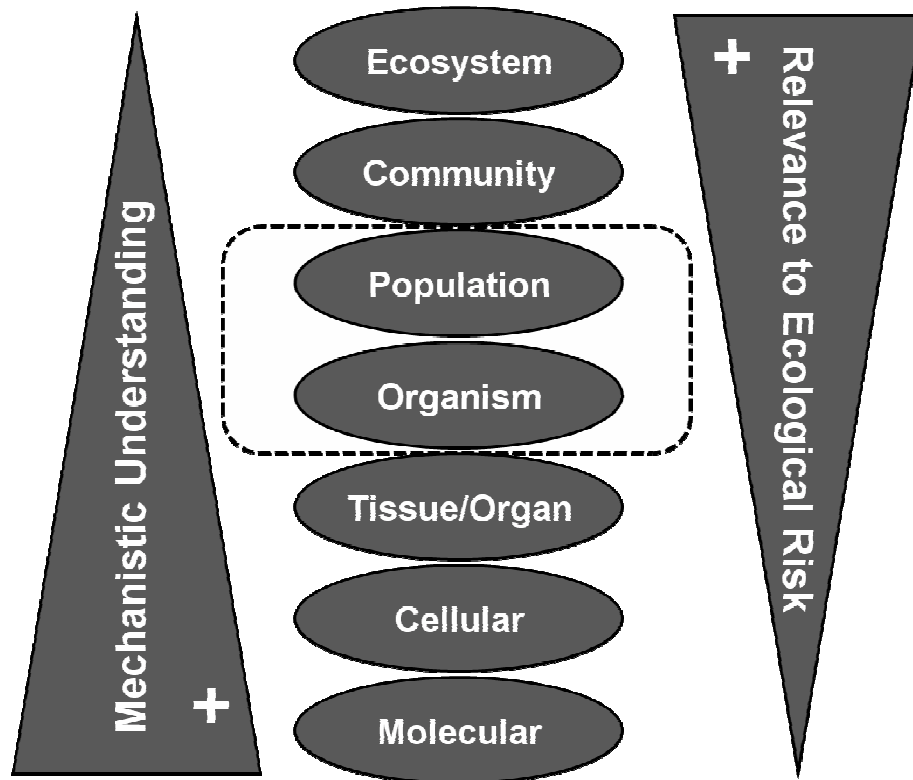 Mechanistic Understanding
+
Ecosystem
Community
Population
Organism
Tissue/Organ
Cellular
Molecular
+
Relevance to Ecological Risk